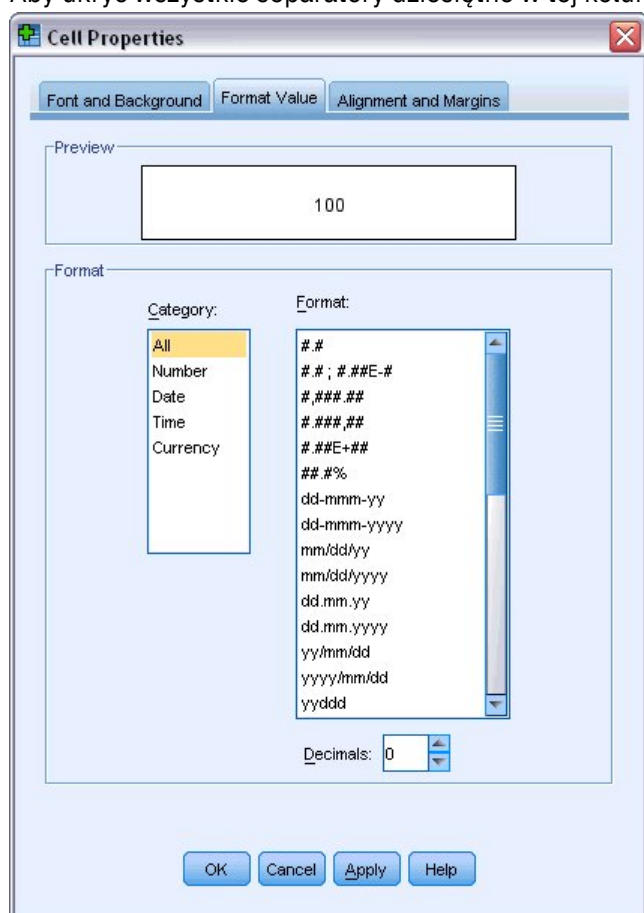 Aby ukryć wszystkie separatory dziesiętne w tej
Cell Properties
Font and Background
Format Value
Alignment and Margins
Preview
100
Format
Category:
All
Number
Date
Time
Currency
Format:
#.#
#.# ; #.##E-#
#,###.##
#.###,##
#.##E+##
##.#%
dd-mmm-yy
dd-mmm-yyyy
mm/dd/yy
mm/dd/yyyy
dd.mm.yy
dd.mm.yyyy
yy/mm/dd
yyyy/mm/dd
yyddd
Decimals: 0
OK
Cancel
Apply
Help